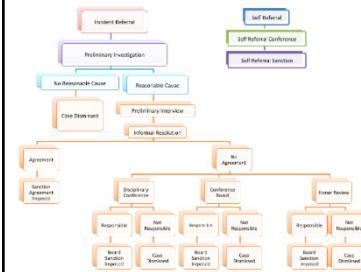 Incident Referral
Self Referral
Self Referral Conference
Preliminary Investigation
Self Referral Sanction
No Reasonable Cause
Reasonable Cause
Case Dismissed
Preliminary Interview
Informal Resolution
Agreement
No
Agreement
Sanction
Agreement
Imposed
Disciplinary
Conference
Conference
Board
Honor Review
Responsible
Not
Responsible
Responsible
Not
Responsible
Responsible
Not
Responsible
Board
Sanction
Imposed
Case
Dismissed
Board
Sanction
Imposed
Case
Dismissed
Board
Sanction
Imposed
Case
Dismissed